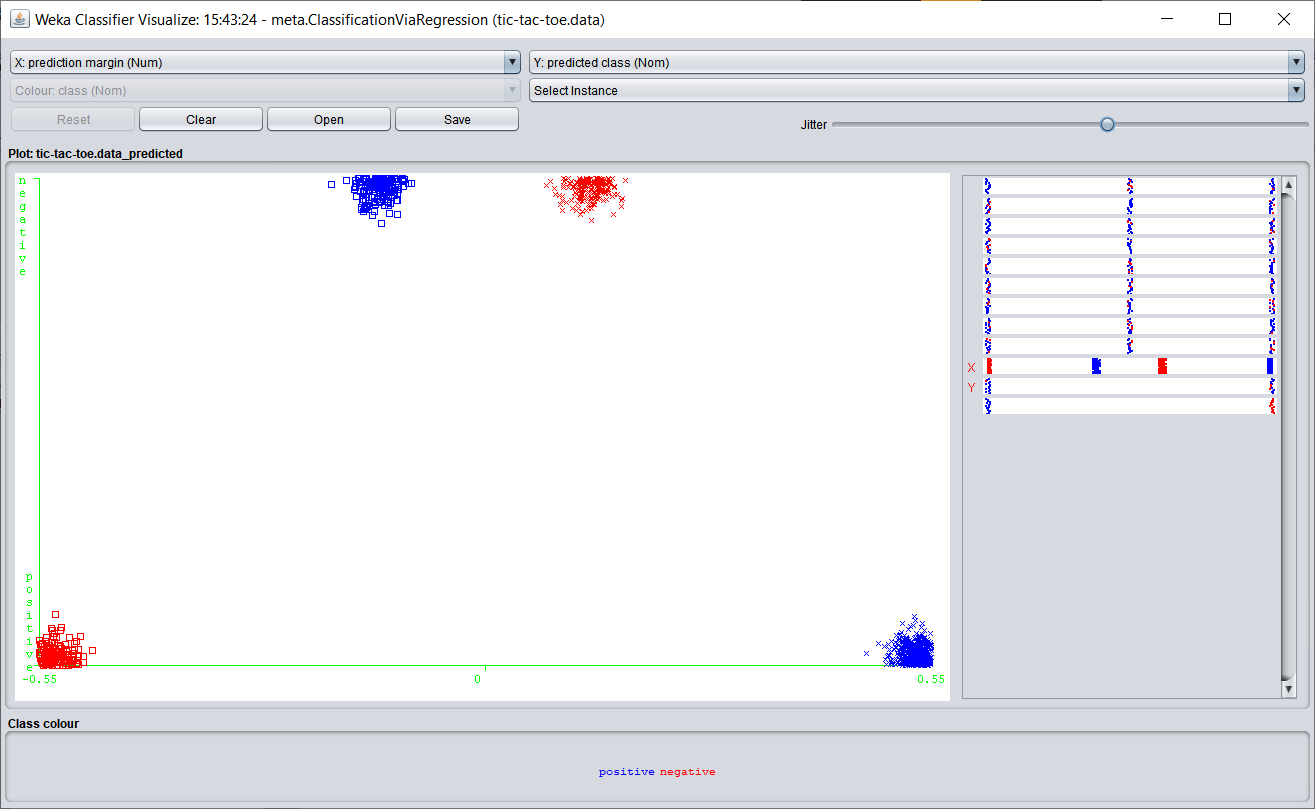 Weka Classifier Visualize: 15:43:24 - meta.ClassificationViaRegression (tic-tac-toe.data)
X: prediction margin (Num)
Y: predicted class (Nom)
Colour: class (Nom)
Select Instance
Reset
Clear
Open
Save
Jitter
Plot: tic-tac-toe.data_predicted
negative
positive
-0.55
0
0.55
X
Y
Class colour
positive negative